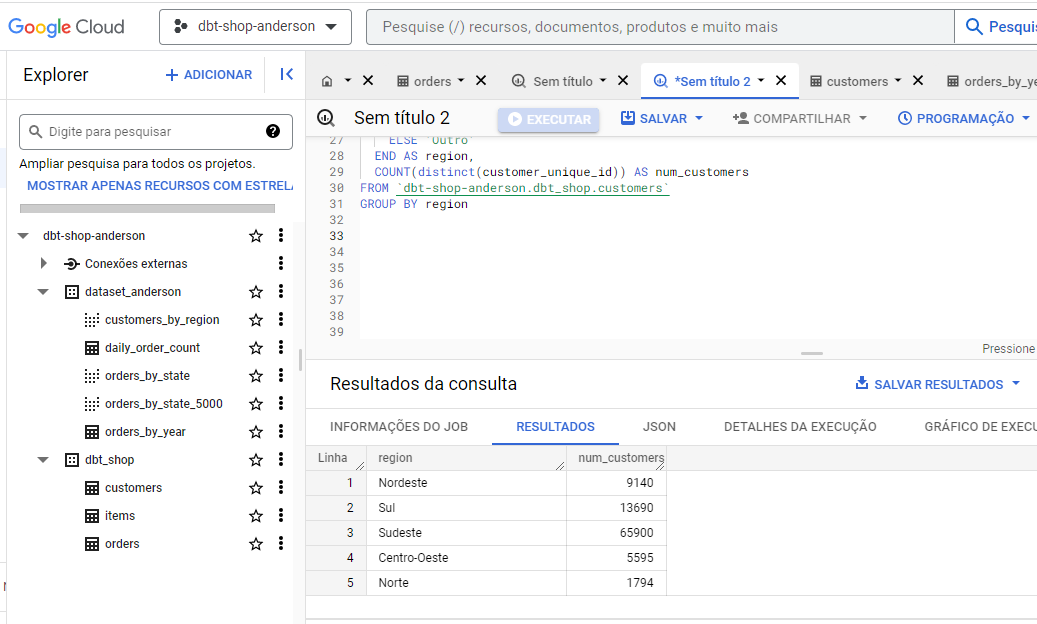 Google Cloud
dbt-shop-anderson
Pesquise (/) recursos, documentos, produtos e muito mais
Pesqui
Explorer
ADICIONAR
Digite para pesquisar
Ampliar pesquisa para todos os projetos.
MOSTRAR APENAS RECURSOS COM ESTREL
dbt-shop-anderson
Conexões externas
dataset_anderson
customers_by_region
daily_order_count
orders_by_state
orders_by_state_5000
orders_by_year
dbt_shop
customers
items
orders
orders
Sem título
*Sem título 2
customers
orders_by_ye
Sem título 2
EXECUTAR
SALVAR
COMPARTILHAR
PROGRAMAÇÃO
27 ELSE 'Outro'
28 END AS region,
29 COUNT(distinct(customer_unique_id)) AS num_customers
30 FROM `dbt-shop-anderson.dbt_shop.customers`
31 GROUP BY region
32
33
34
35
36
37
38
39
Pressione
Resultados da consulta
SALVAR RESULTADOS
INFORMAÇÕES DO JOB
RESULTADOS
JSON
DETALHES DA EXECUÇÃO
GRÁFICO DE EXECU
Linha region num_customers
1 Nordeste 9140
2 Sul 13690
3 Sudeste 65900
4 Centro-Oeste 5595
5 Norte 1794